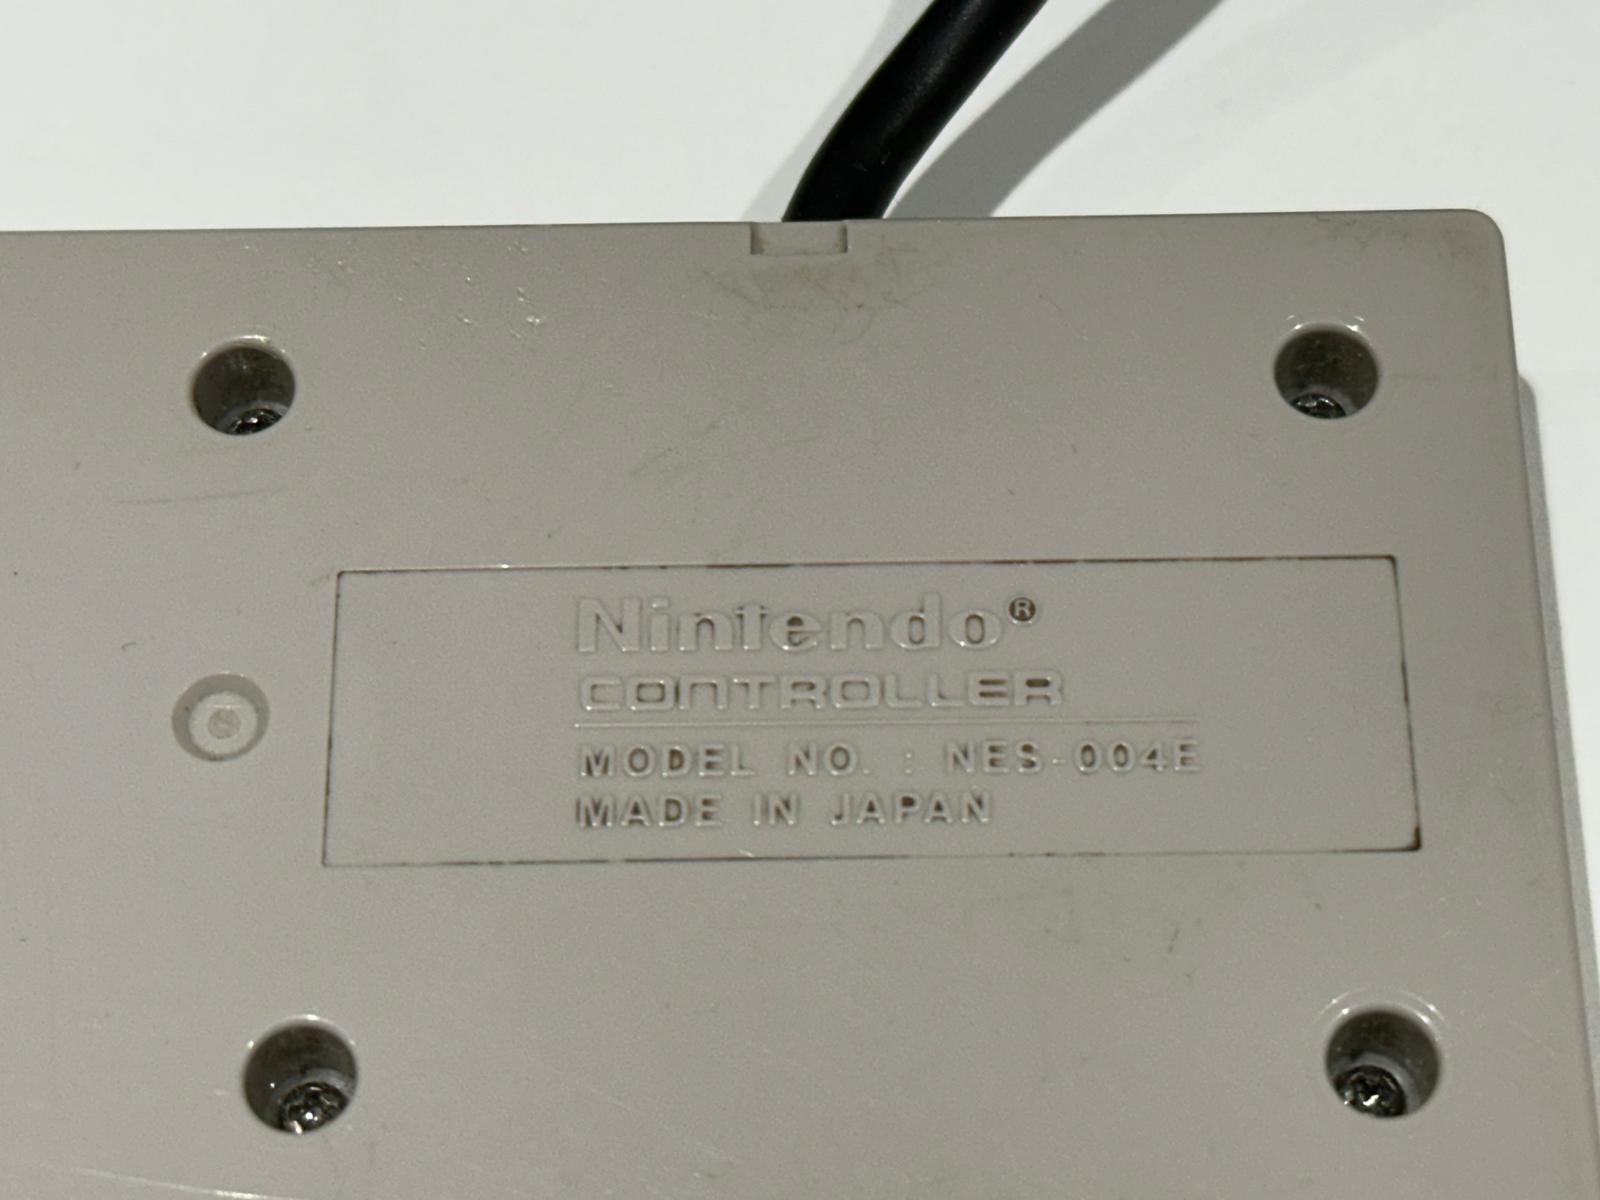 Nintendo®
CONTROLLER
MODEL NO. : NES-004E
MADE IN JAPAN